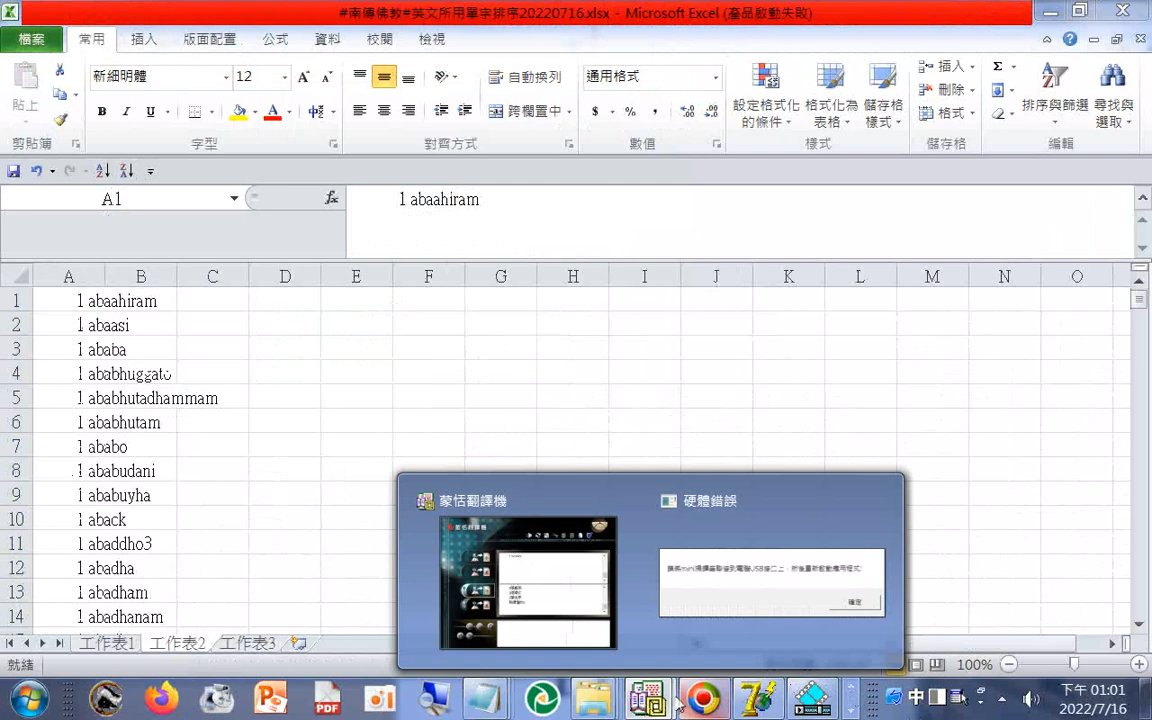 #南傳佛教#英文所用單字排序20220716.xlsx - Microsoft Excel (產品啟動失敗)
檔案 常用 插入 版面配置 公式 資料 校閱 檢視
新細明體 12 自動換列 通用格式 插入 Σ
貼上 設定格式化的條件 格式化為表格 儲存格樣式 刪除 排序與篩選 尋找與選取
B I U 跨欄置中 $ % 格式
剪貼簿 字型 對齊方式 數值 樣式 儲存格 編輯
A1 fx 1 abaahiram
A B C D E F G H I J K L M N O
1 1 abaahiram
2 1 abaasi
3 1 ababa
4 1 ababhuggato
5 1 ababhutadhammam
6 1 ababhutam
7 1 ababo
8 1 ababudani
9 1 ababuyha
10 1 aback
11 1 abaddho3
12 1 abadha
13 1 abadham
14 1 abadhanam
蒙恬翻譯機 硬體錯誤
蒙恬翻譯機
確定
工作表1 工作表2 工作表3
就緒 100%
PDF 中 下午 01:01
2022/7/16